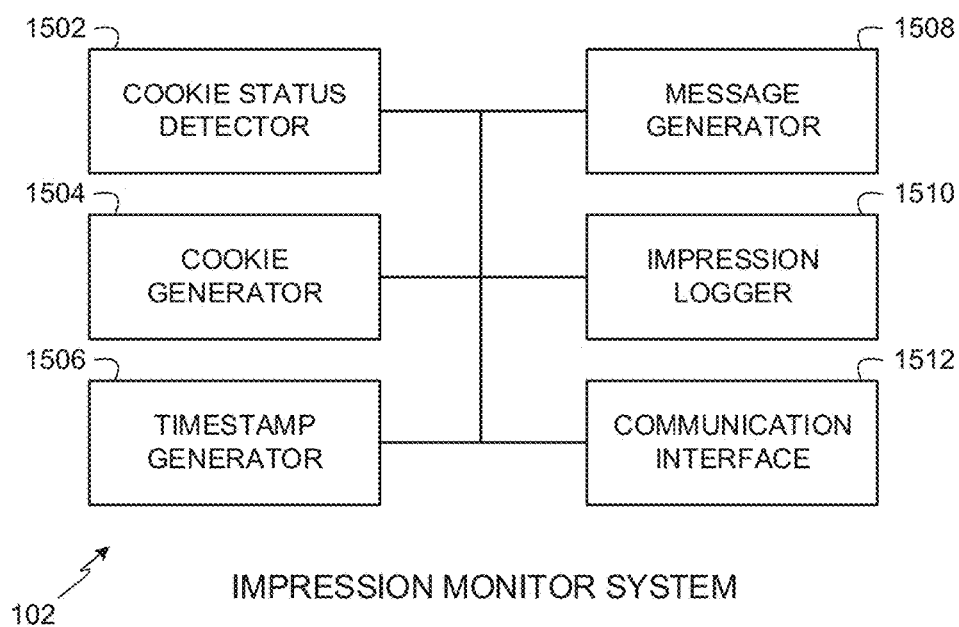 1502
COOKIE STATUS
DETECTOR
1508
MESSAGE
GENERATOR
1504
COOKIE
GENERATOR
1510
IMPRESSION
LOGGER
1506
TIMESTAMP
GENERATOR
1512
COMMUNICATION
INTERFACE
102
IMPRESSION MONITOR SYSTEM